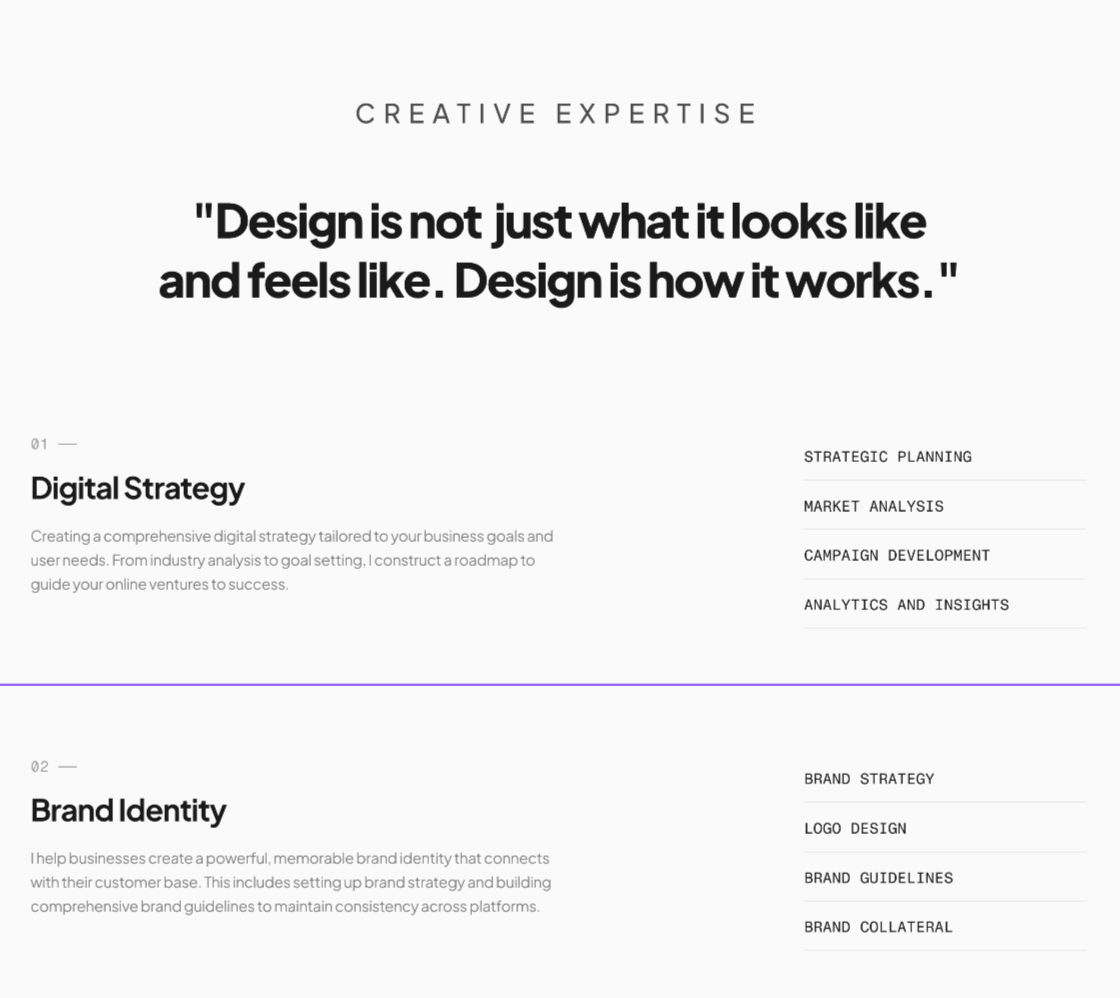 CREATIVE EXPERTISE
"Design is not just what it looks like
and feels like. Design is how it works."
01 —
Digital Strategy
Creating a comprehensive digital strategy tailored to your business goals and
user needs. From industry analysis to goal setting, I construct a roadmap to
guide your online ventures to success.
STRATEGIC PLANNING
MARKET ANALYSIS
CAMPAIGN DEVELOPMENT
ANALYTICS AND INSIGHTS
02 —
Brand Identity
I help businesses create a powerful, memorable brand identity that connects
with their customer base. This includes setting up brand strategy and building
comprehensive brand guidelines to maintain consistency across platforms.
BRAND STRATEGY
LOGO DESIGN
BRAND GUIDELINES
BRAND COLLATERAL